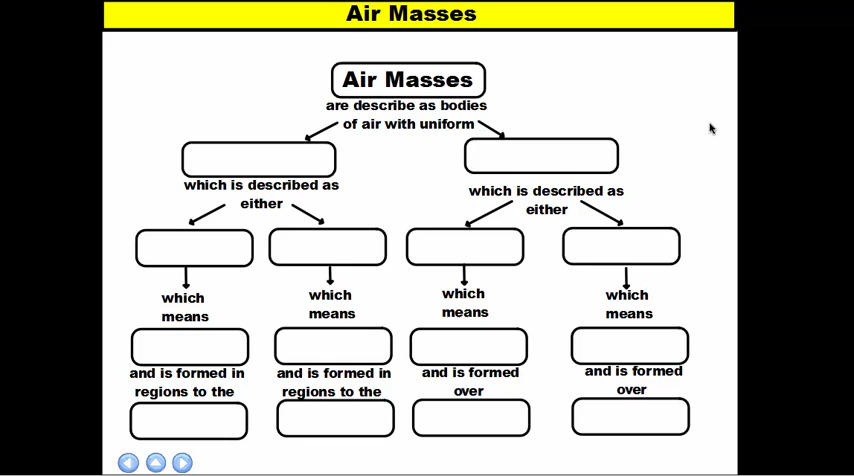 Air Masses
Air Masses
are describe as bodies
of air with uniform
which is described as
either
which is described as
either
which
means
which
means
which
means
which
means
and is formed in
regions to the
and is formed in
regions to the
and is formed
over
and is formed
over